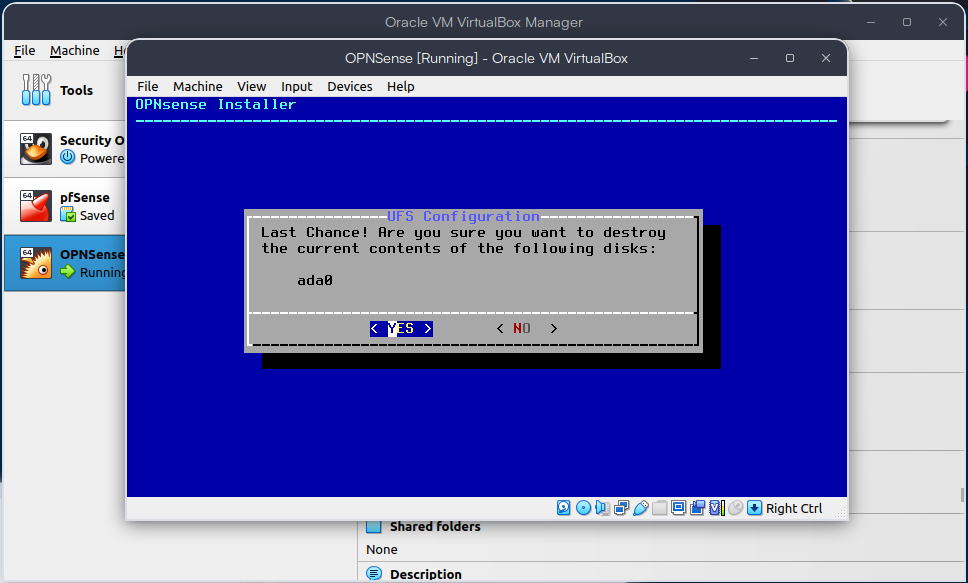 Oracle VM VirtualBox Manager
File Machine
Tools
64
Security O
Powere
64
pfSense
Saved
64
OPNSense
Running
OPNSense [Running] - Oracle VM VirtualBox
File Machine View Input Devices Help
OPNsense Installer
UFS Configuration
Last Chance! Are you sure you want to destroy
the current contents of the following disks:
ada0
< YES > < NO >
Right Ctrl
Shared folders
None
Description